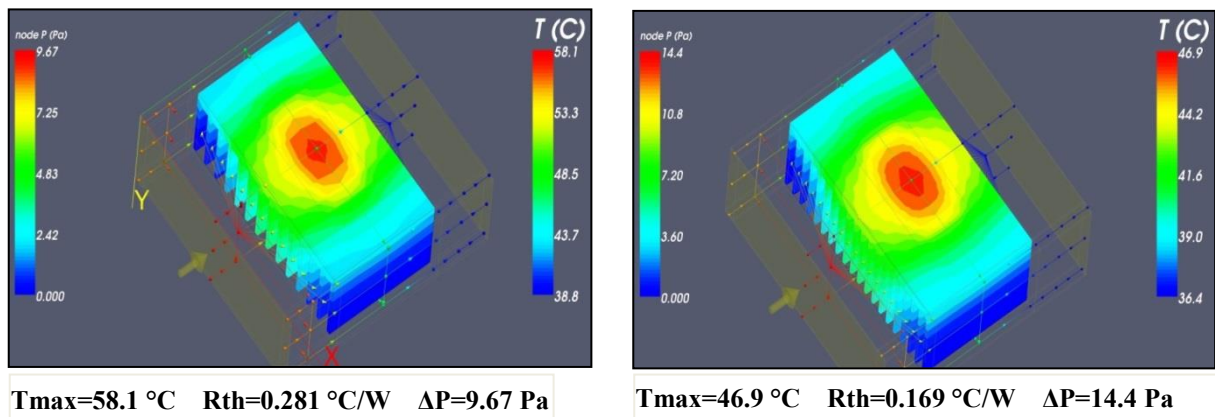 node P (Pa)
9.67
7.25
4.83
2.42
0.000
T (C)
58.1
53.3
48.5
43.7
38.8
Y
X
Tmax=58.1 °C Rth=0.281 °C/W ΔP=9.67 Pa
node P (Pa)
14.4
10.8
7.20
3.60
0.000
T (C)
46.9
44.2
41.6
39.0
36.4
Tmax=46.9 °C Rth=0.169 °C/W ΔP=14.4 Pa